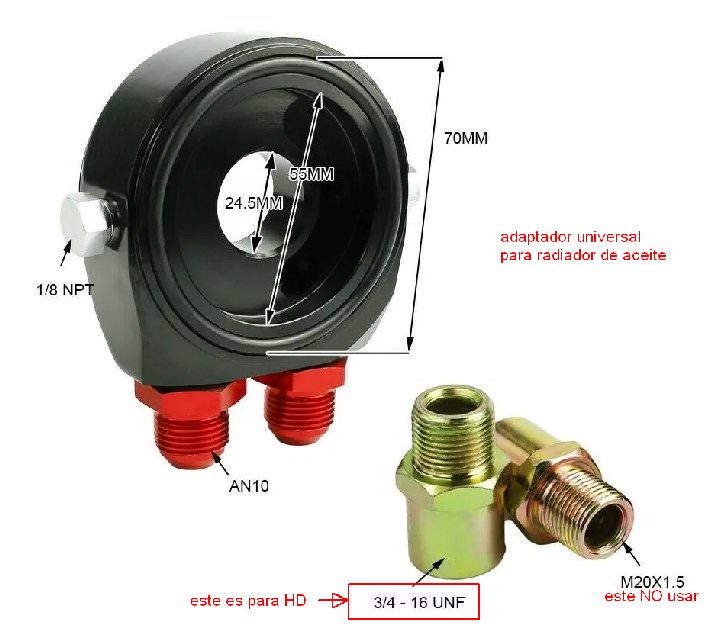 70MM
55MM
24.5MM
adaptador universal
para radiador de aceite
1/8 NPT
AN10
M20X1.5
este NO usar
este es para HD
3/4 - 16 UNF